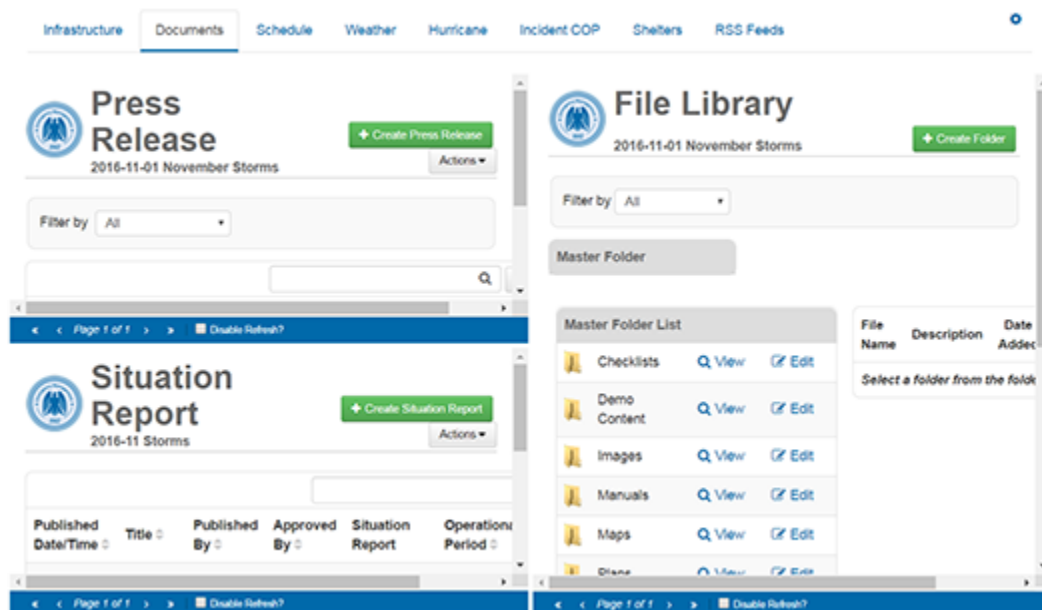 Infrastructure Documents Schedule Weather Hurricane Incident COP Shelters RSS Feeds
Press
Release
+ Create Press Release
2016-11-01 November Storms
Actions
Filter by All
« ‹ Page 1 of 1 › » Disable Refresh?
Situation
Report
+ Create Situation Report
2016-11 Storms
Actions
Published Date/Time Title Published By Approved By Situation Report Operationa Period
« ‹ Page 1 of 1 › » Disable Refresh?
File Library
2016-11-01 November Storms
+ Create Folder
Filter by All
Master Folder
Master Folder List
Checklists View Edit
Demo Content View Edit
Images View Edit
Manuals View Edit
Maps View Edit
Plans View Edit
File Name Description Date Added
Select a folder from the folde
« ‹ Page 1 of 1 › » Disable Refresh?